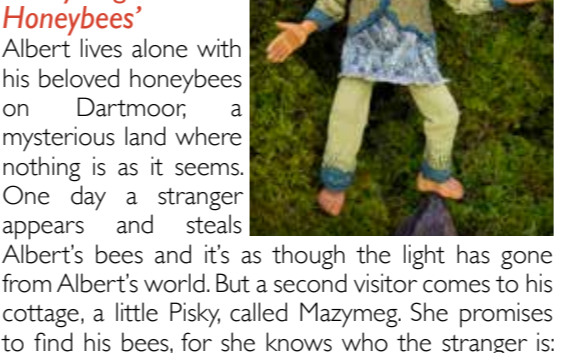 Honeybees’
Albert lives alone with
his beloved honeybees
on Dartmoor, a
mysterious land where
nothing is as it seems.
One day a stranger
appears and steals
Albert’s bees and it’s as though the light has gone
from Albert’s world. But a second visitor comes to his
cottage, a little Pisky, called Mazymeg. She promises
to find his bees, for she knows who the stranger is: